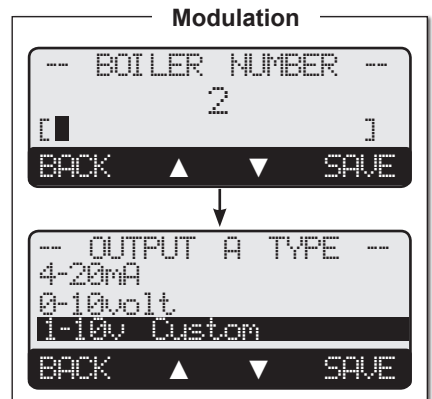 Modulation
-- BOILER NUMBER --
2
[ ]
BACK ▲ ▼ SAVE
-- OUTPUT A TYPE --
4-20mA
0-10volt
1-10v Custom
BACK ▲ ▼ SAVE